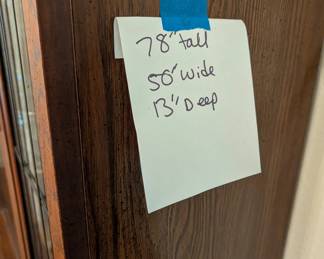 78" tall
50" wide
13" Deep